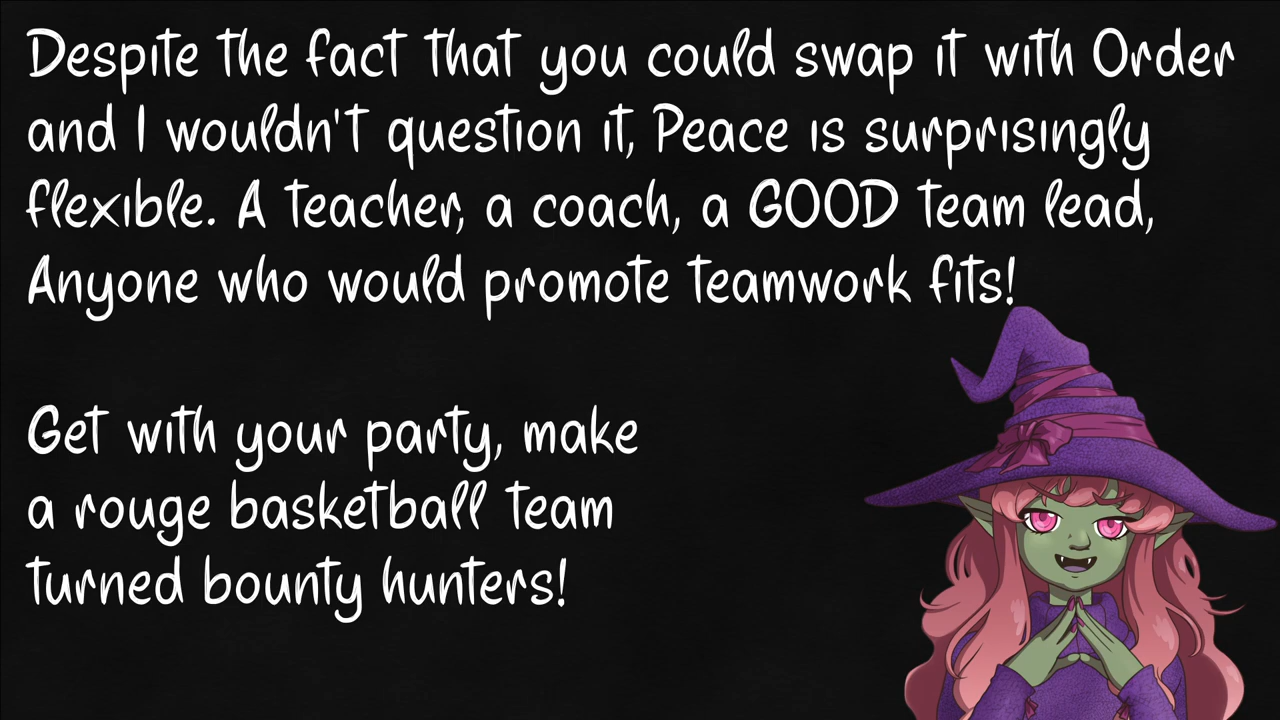 Despite the fact that you could swap it with Order
and I wouldn't question it, Peace is surprisingly
flexible. A teacher, a coach, a GOOD team lead,
Anyone who would promote teamwork fits!
Get with your party, make
a rouge basketball team
turned bounty hunters!